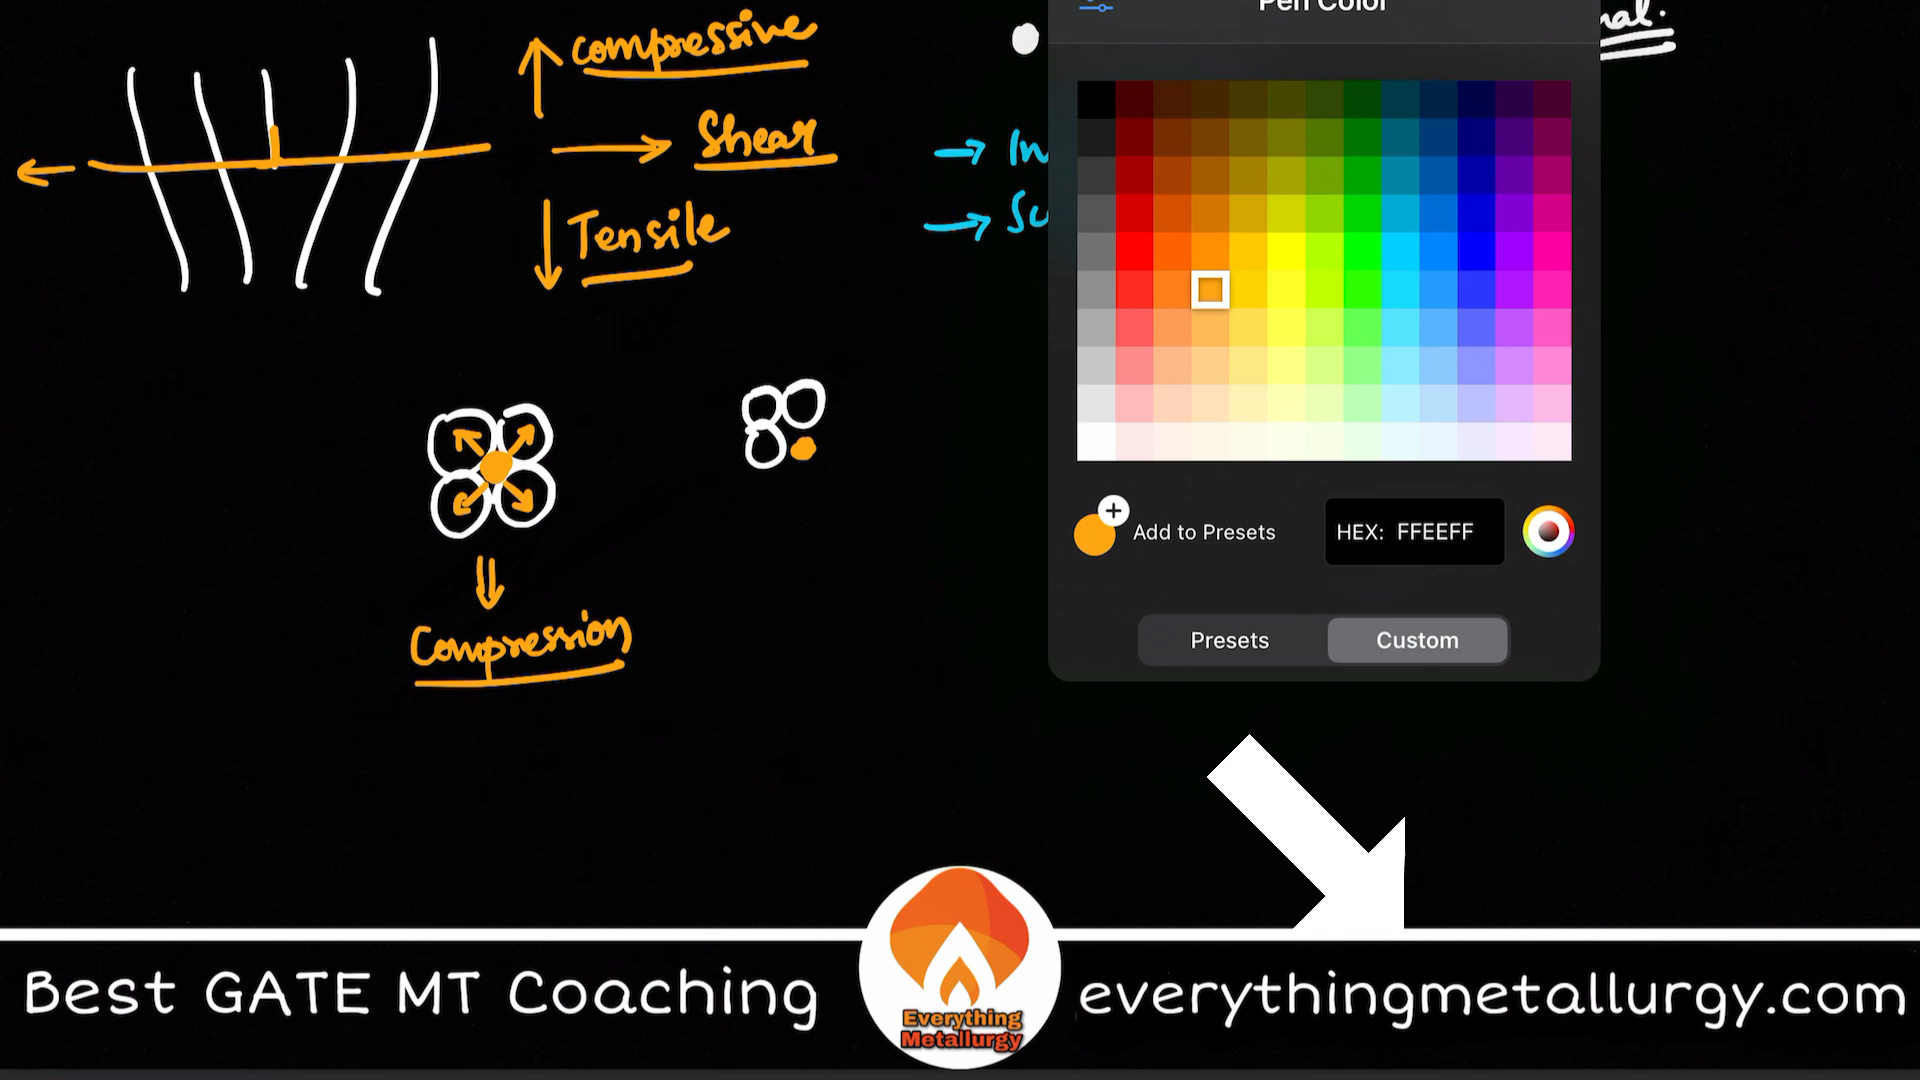 compressive
Shear
Tensile
Compression
Pen Color
Add to Presets
HEX: FFEEFF
Presets
Custom
Best GATE MT Coaching
Everything
Metallurgy
everythingmetallurgy.com